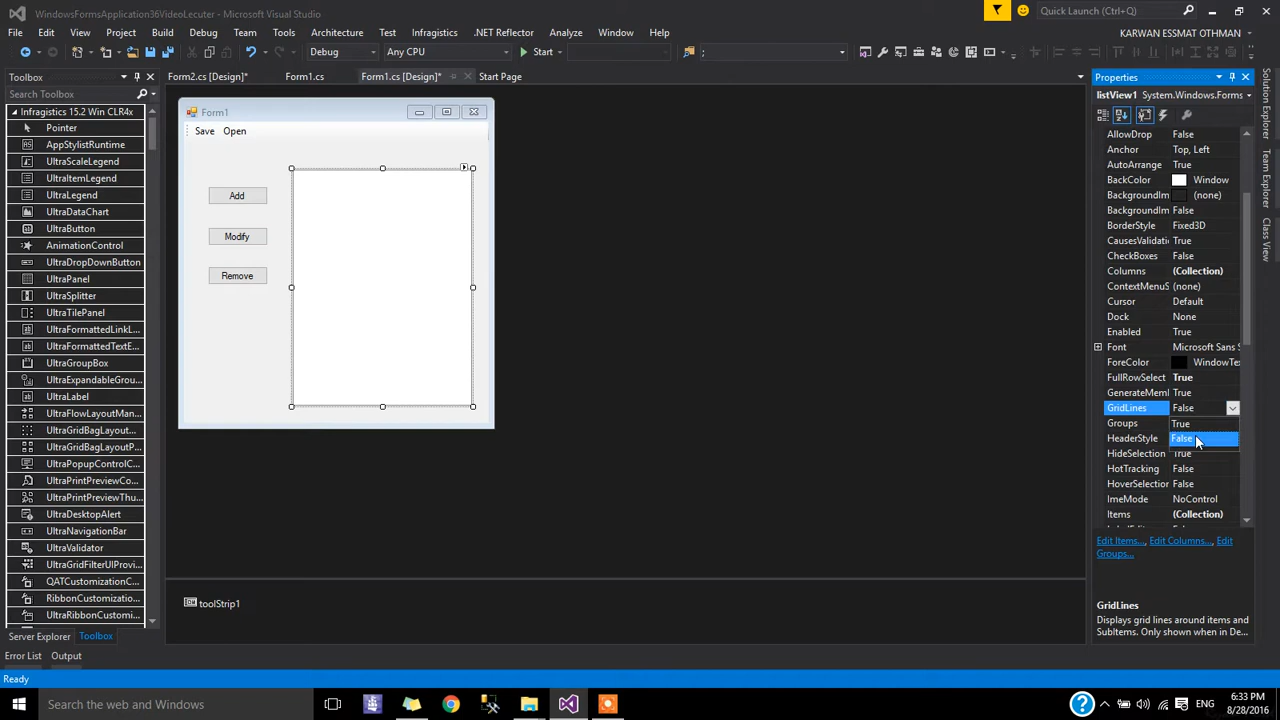 WindowsFormsApplication36VideoLecuter - Microsoft Visual Studio
Quick Launch (Ctrl+Q)
File Edit View Project Build Debug Team Tools Architecture Test .NET Reflector Analyze Window Help
KARWAN ESSMAT OTHMAN
Debug Any CPU Start ;
Toolbox
Form2.cs [Design]* Form1.cs Form1.cs [Design]* Start Page
Properties
Search Toolbox
listView1 System.Windows.Forms
Infragistics 15.2 Win CLR4x
Pointer
AppStylistRuntime
UltraScaleLegend
UltraItemLegend
UltraLegend
UltraDataChart
UltraButton
AnimationControl
UltraDropDownButton
UltraPanel
UltraSplitter
UltraTilePanel
UltraFormattedLinkL...
UltraFormattedTextE...
UltraGroupBox
UltraExpandableGrou...
UltraLabel
UltraFlowLayoutMan...
UltraGridBagLayout...
UltraGridBagLayoutP...
UltraPopupControlC...
UltraPrintPreviewCo...
UltraPrintPreviewThu...
UltraDesktopAlert
UltraNavigationBar
UltraValidator
UltraGridFilterUIProvi...
QATCustomizationC...
RibbonCustomizatio...
UltraRibbonCustomi...
Server Explorer Toolbox
Form1
Save Open
Add
Modify
Remove
toolStrip1
AllowDrop False
Anchor Top, Left
AutoArrange True
BackColor Window
BackgroundIm (none)
BackgroundIm False
BorderStyle Fixed3D
CausesValidatio True
CheckBoxes False
Columns (Collection)
ContextMenuS (none)
Cursor Default
Dock None
Enabled True
Font Microsoft Sans S
ForeColor WindowTex
FullRowSelect True
GenerateMemb True
GridLines False
Groups True
HeaderStyle False
HideSelection True
HotTracking False
HoverSelection False
ImeMode NoControl
Items (Collection)
Edit Items..., Edit Columns..., Edit
Groups...
GridLines
Displays grid lines around items and
SubItems. Only shown when in De...
Solution Explorer
Team Explorer
Class View
Error List Output
Ready
Search the web and Windows
ENG
6:33 PM
8/28/2016